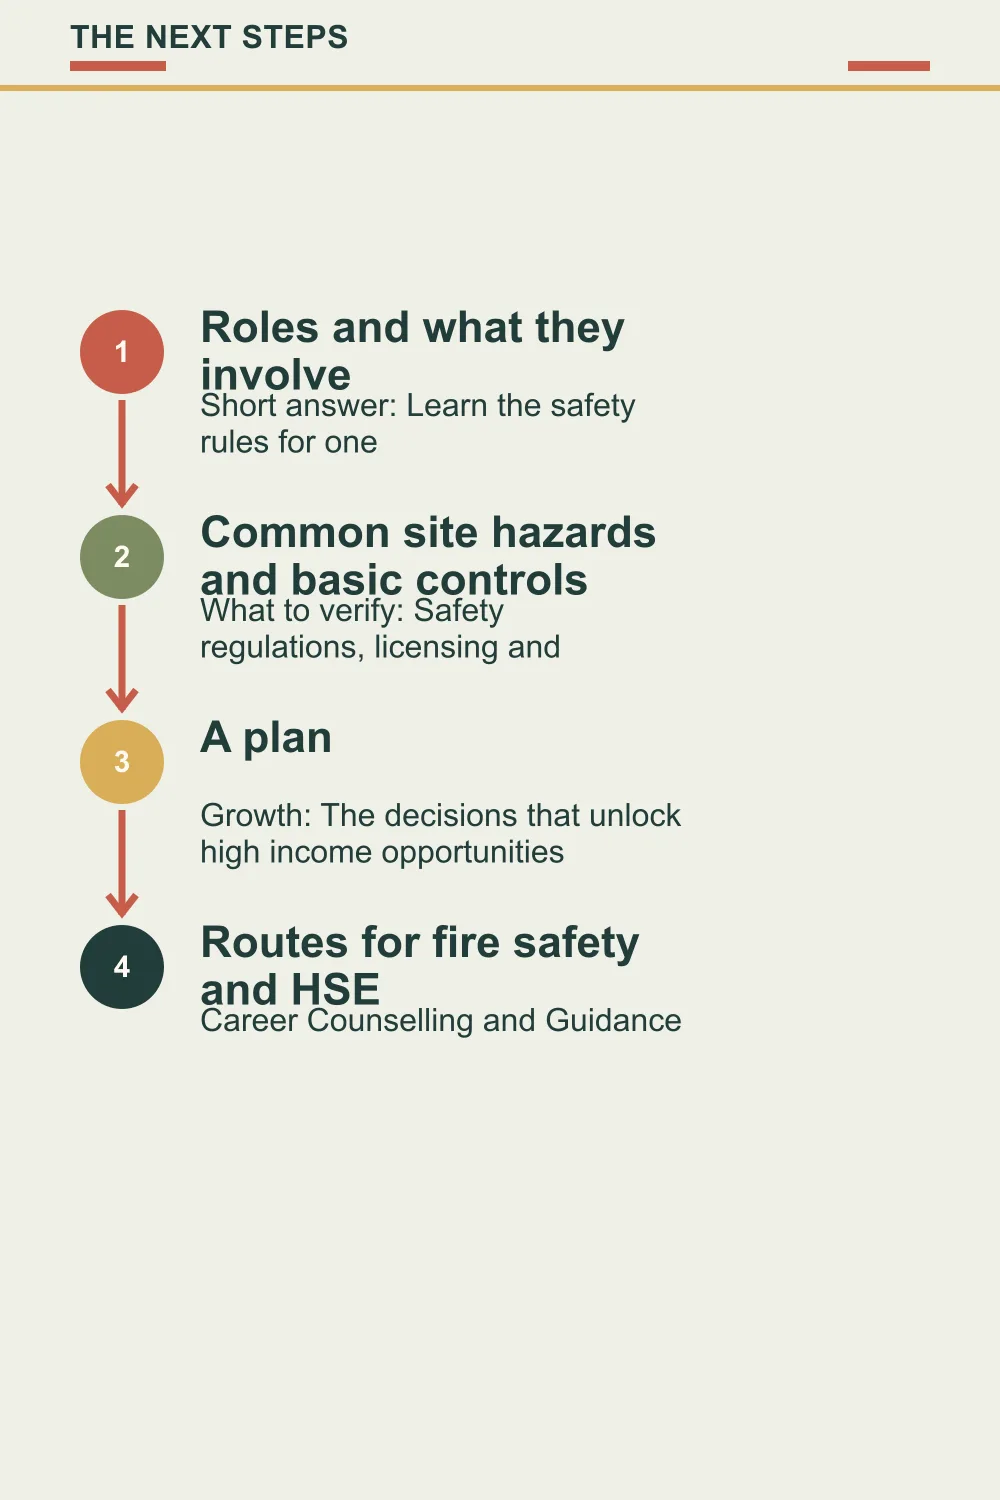 THE NEXT STEPS
1
Roles and what they
involve
Short answer: Learn the safety
rules for one
2
Common site hazards
and basic controls
What to verify: Safety
regulations, licensing and
3
A plan
Growth: The decisions that unlock
high income opportunities
4
Routes for fire safety
and HSE
Career Counselling and Guidance